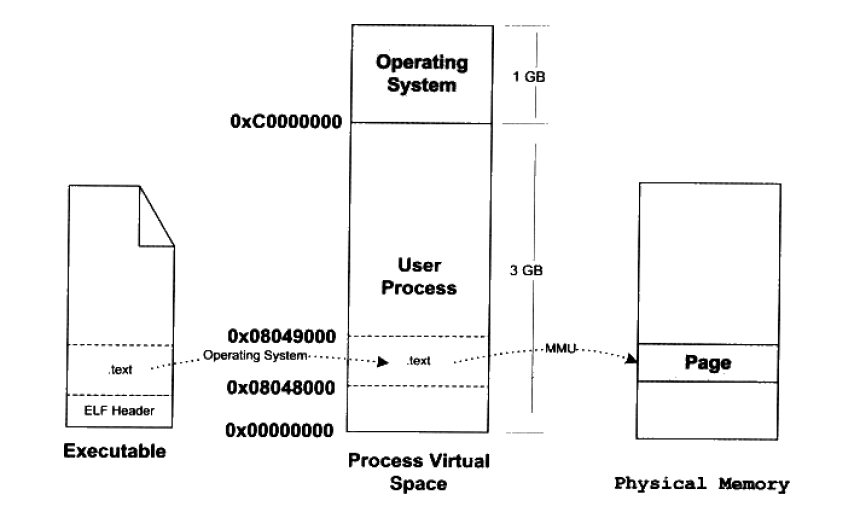 Operating
System
1 GB
0xC0000000
User
Process
3 GB
0x08049000
Operating System
.text
.text
MMU
Page
0x08048000
ELF Header
0x00000000
Executable
Process Virtual
Space
Physical Memory